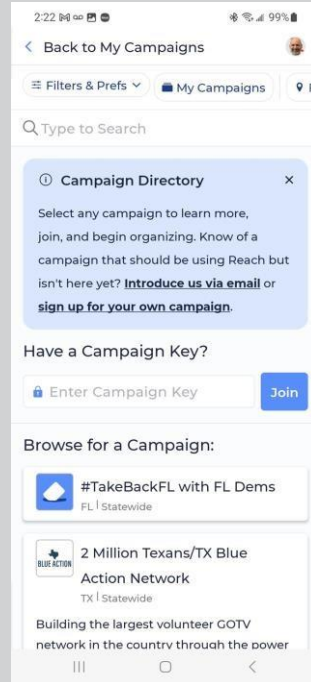 2:22
99%
Back to My Campaigns
Filters & Prefs
My Campaigns
Type to Search
Campaign Directory
Select any campaign to learn more,
join, and begin organizing. Know of a
campaign that should be using Reach but
isn't here yet? Introduce us via email or
sign up for your own campaign.
Have a Campaign Key?
Enter Campaign Key
Join
Browse for a Campaign:
#TakeBackFL with FL Dems
FL | Statewide
BLUE ACTION
2 Million Texans/TX Blue
Action Network
TX | Statewide
Building the largest volunteer GOTV
network in the country through the power